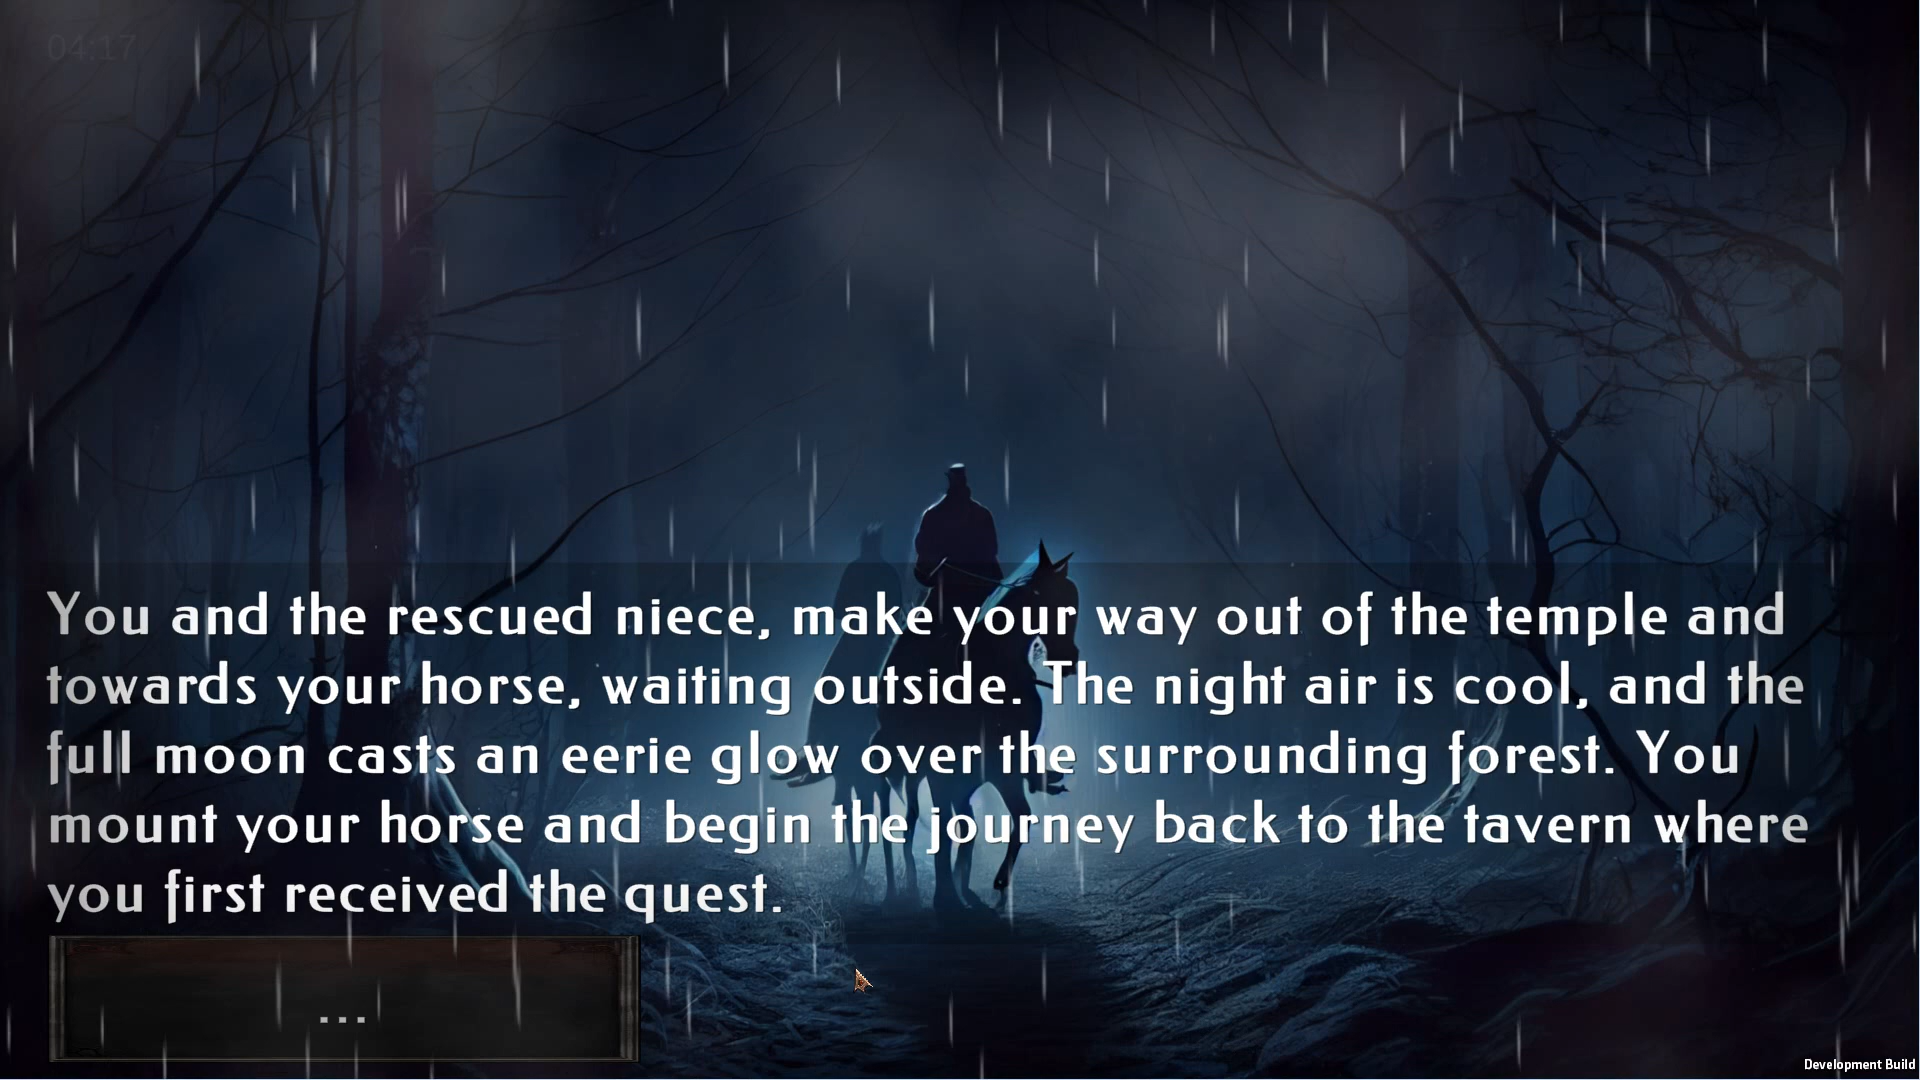 04:17
You and the rescued niece, make your way out of the temple and
towards your horse, waiting outside. The night air is cool, and the
full moon casts an eerie glow over the surrounding forest. You
mount your horse and begin the journey back to the tavern where
you first received the quest.
...
Development Build